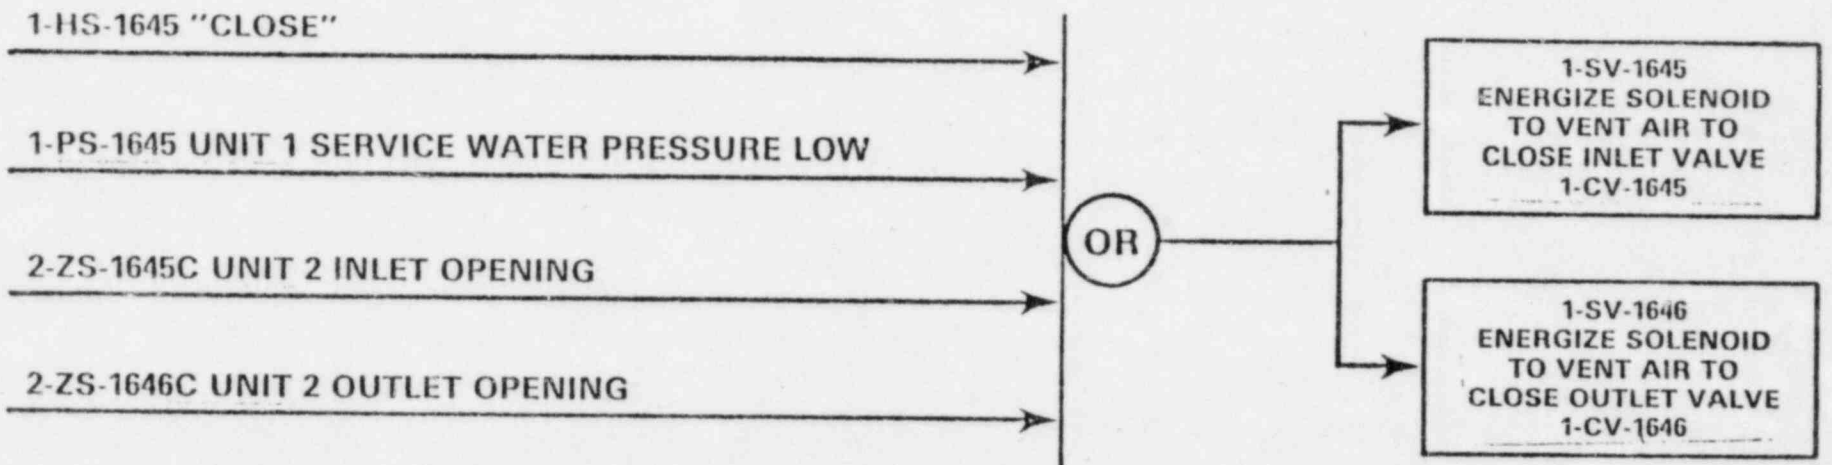 1-HS-1645 "CLOSE"
1-PS-1645 UNIT 1 SERVICE WATER PRESSURE LOW
2-ZS-1645C UNIT 2 INLET OPENING
2-ZS-1646C UNIT 2 OUTLET OPENING
OR
1-SV-1645
ENERGIZE SOLENOID
TO VENT AIR TO
CLOSE INLET VALVE
1-CV-1645
1-SV-1646
ENERGIZE SOLENOID
TO VENT AIR TO
CLOSE OUTLET VALVE
1-CV-1646